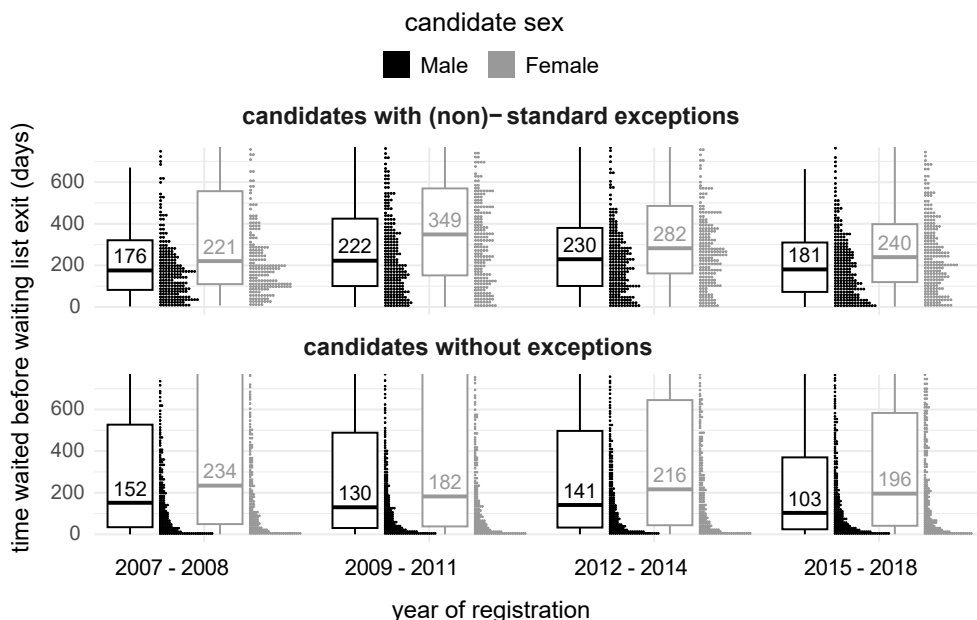 candidate sex
Male Female
candidates with (non)−standard exceptions
time waited before waiting list exit (days)
600
400
200
0
176 221 222 349 230 282 181 240
candidates without exceptions
600
400
200
0
152 234 130 182 141 216 103 196
2007 - 2008 2009 - 2011 2012 - 2014 2015 - 2018
year of registration